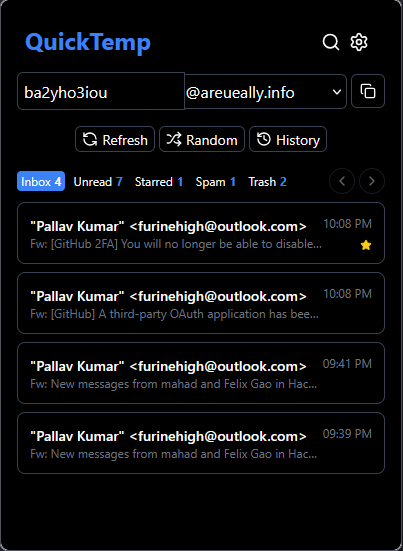 QuickTemp
ba2yho3iou @areueally.info
Refresh Random History
Inbox 4 Unread 7 Starred 1 Spam 1 Trash 2
"Pallav Kumar" <furinehigh@outlook.com> 10:08 PM
Fw: [GitHub 2FA] You will no longer be able to disable...
"Pallav Kumar" <furinehigh@outlook.com> 10:08 PM
Fw: [GitHub] A third-party OAuth application has bee...
"Pallav Kumar" <furinehigh@outlook.com> 09:41 PM
Fw: New messages from mahad and Felix Gao in Hac...
"Pallav Kumar" <furinehigh@outlook.com> 09:39 PM
Fw: New messages from mahad and Felix Gao in Hac...